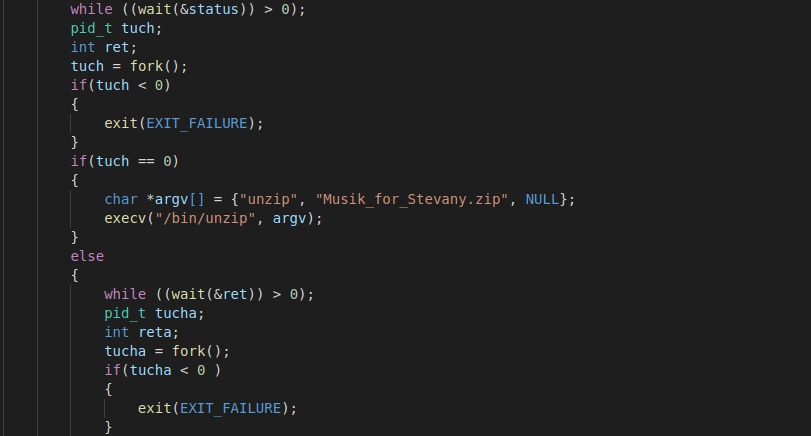 while ((wait(&status)) > 0);
pid_t tuch;
int ret;
tuch = fork();
if(tuch < 0)
{
exit(EXIT_FAILURE);
}
if(tuch == 0)
{
char *argv[] = {"unzip", "Musik_for_Stevany.zip", NULL};
execv("/bin/unzip", argv);
}
else
{
while ((wait(&ret)) > 0);
pid_t tucha;
int reta;
tucha = fork();
if(tucha < 0 )
{
exit(EXIT_FAILURE);
}